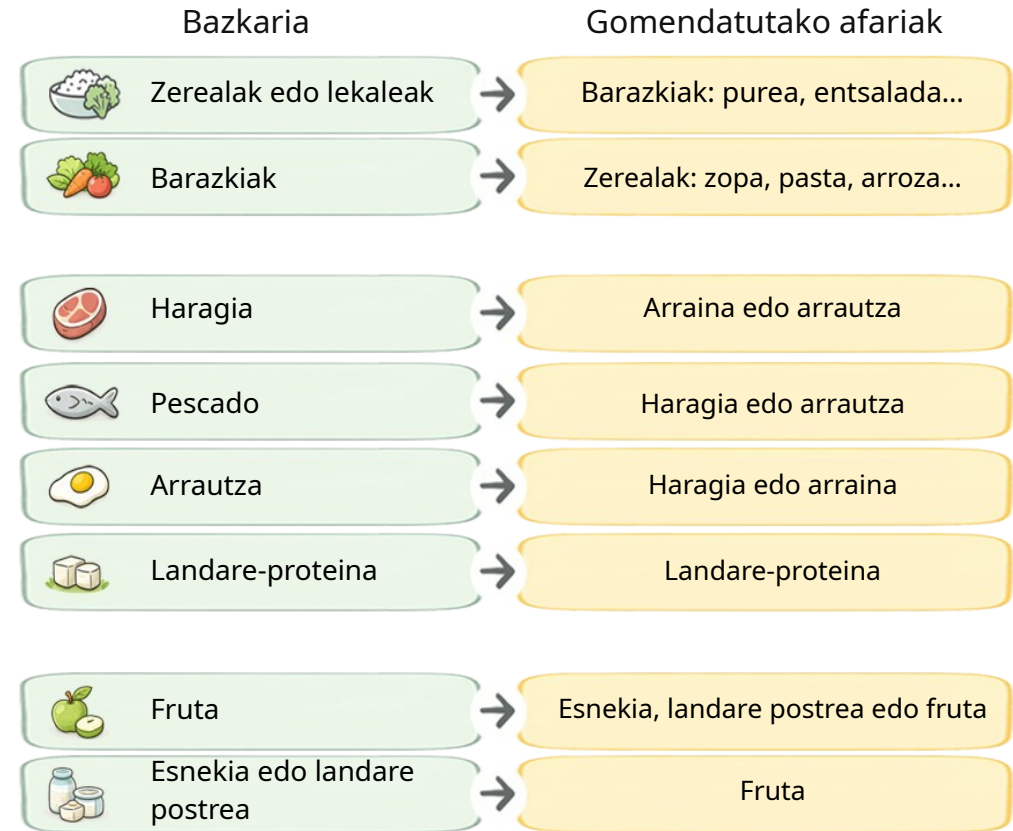 Bazkaria
Gomendatutako afariak
Zerealak edo lekaleak
Barazkiak: purea, entsalada...
Barazkiak
Zerealak: zopa, pasta, arroza...
Haragia
Arraina edo arrautza
Pescado
Haragia edo arrautza
Arrautza
Haragia edo arraina
Landare-proteina
Landare-proteina
Fruta
Esnekia, landare postrea edo fruta
Esnekia edo landare
postrea
Fruta